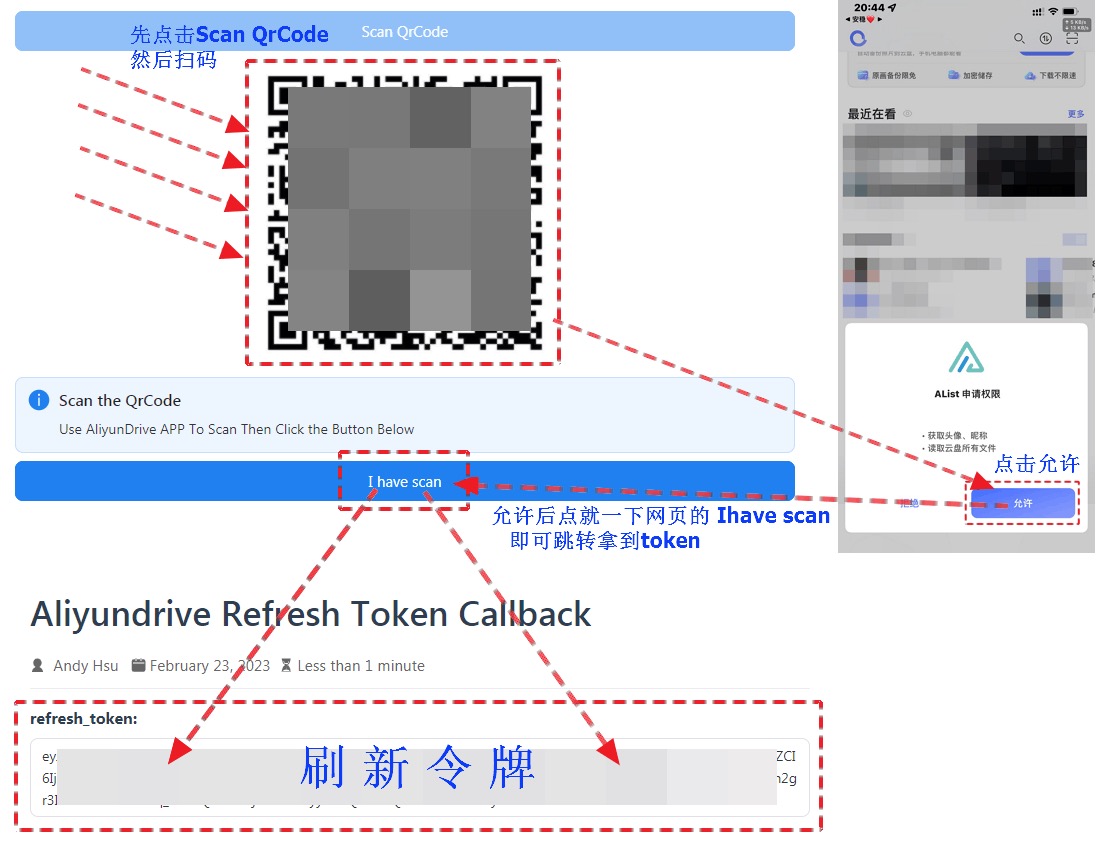 先点击Scan QrCode
然后扫码
Scan QrCode
Scan the QrCode
Use AliyunDrive APP To Scan Then Click the Button Below
I have scan
允许后点就一下网页的 Ihave scan
即可跳转拿到token
Aliyundrive Refresh Token Callback
Andy Hsu February 23, 2023 Less than 1 minute
refresh_token:
ey
ZCI
6Ij
n2g
r3I
刷新令牌
20:44
安稳
原画备份限免 加密储存 下载不限速
最近在看
更多
AList 申请权限
· 获取头像、昵称
· 读取云盘所有文件
点击允许
拒绝
允许